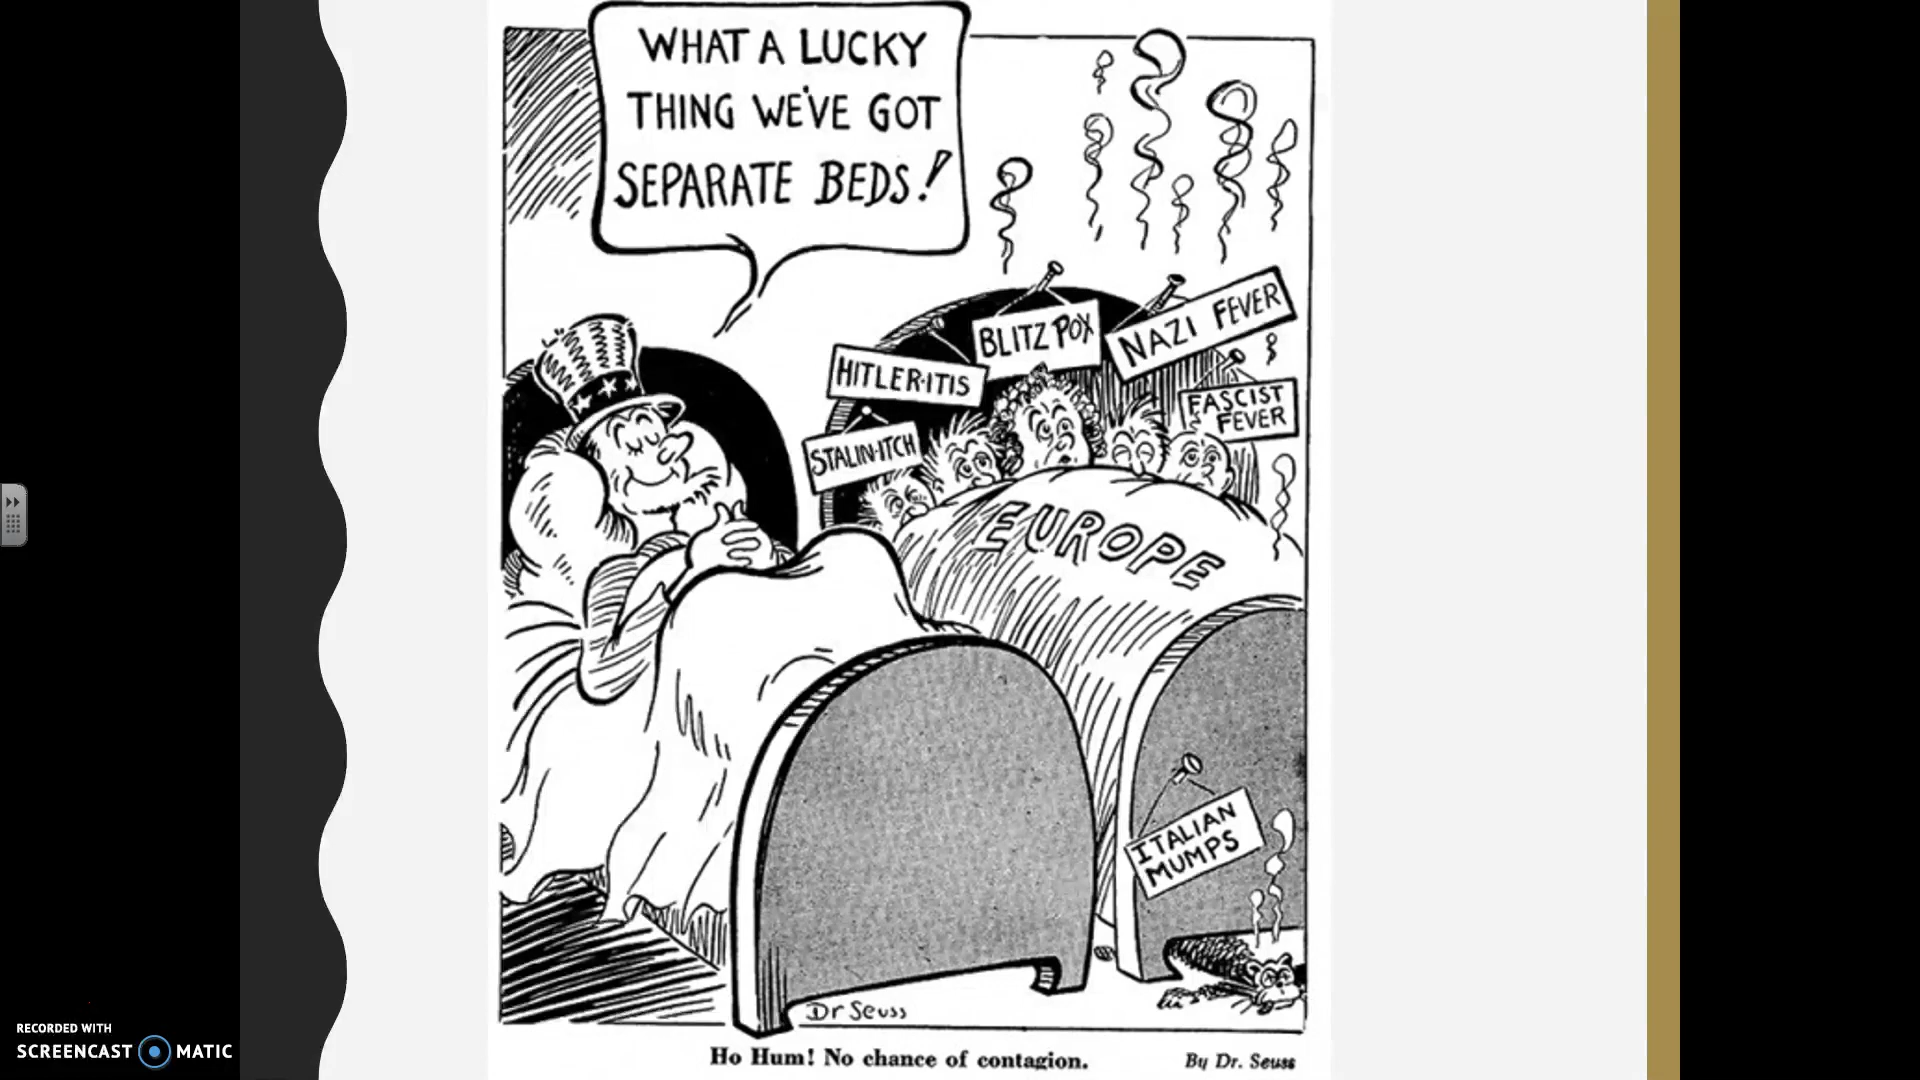 WHAT A LUCKY
THING WE'VE GOT
SEPARATE BEDS!
BLITZ POX
NAZI FEVER
HITLER-ITIS
FASCIST
FEVER
STALIN-ITCH
EUROPE
ITALIAN
MUMPS
Dr Seuss
Ho Hum! No chance of contagion.
By Dr. Seuss
RECORDED WITH
SCREENCAST MATIC